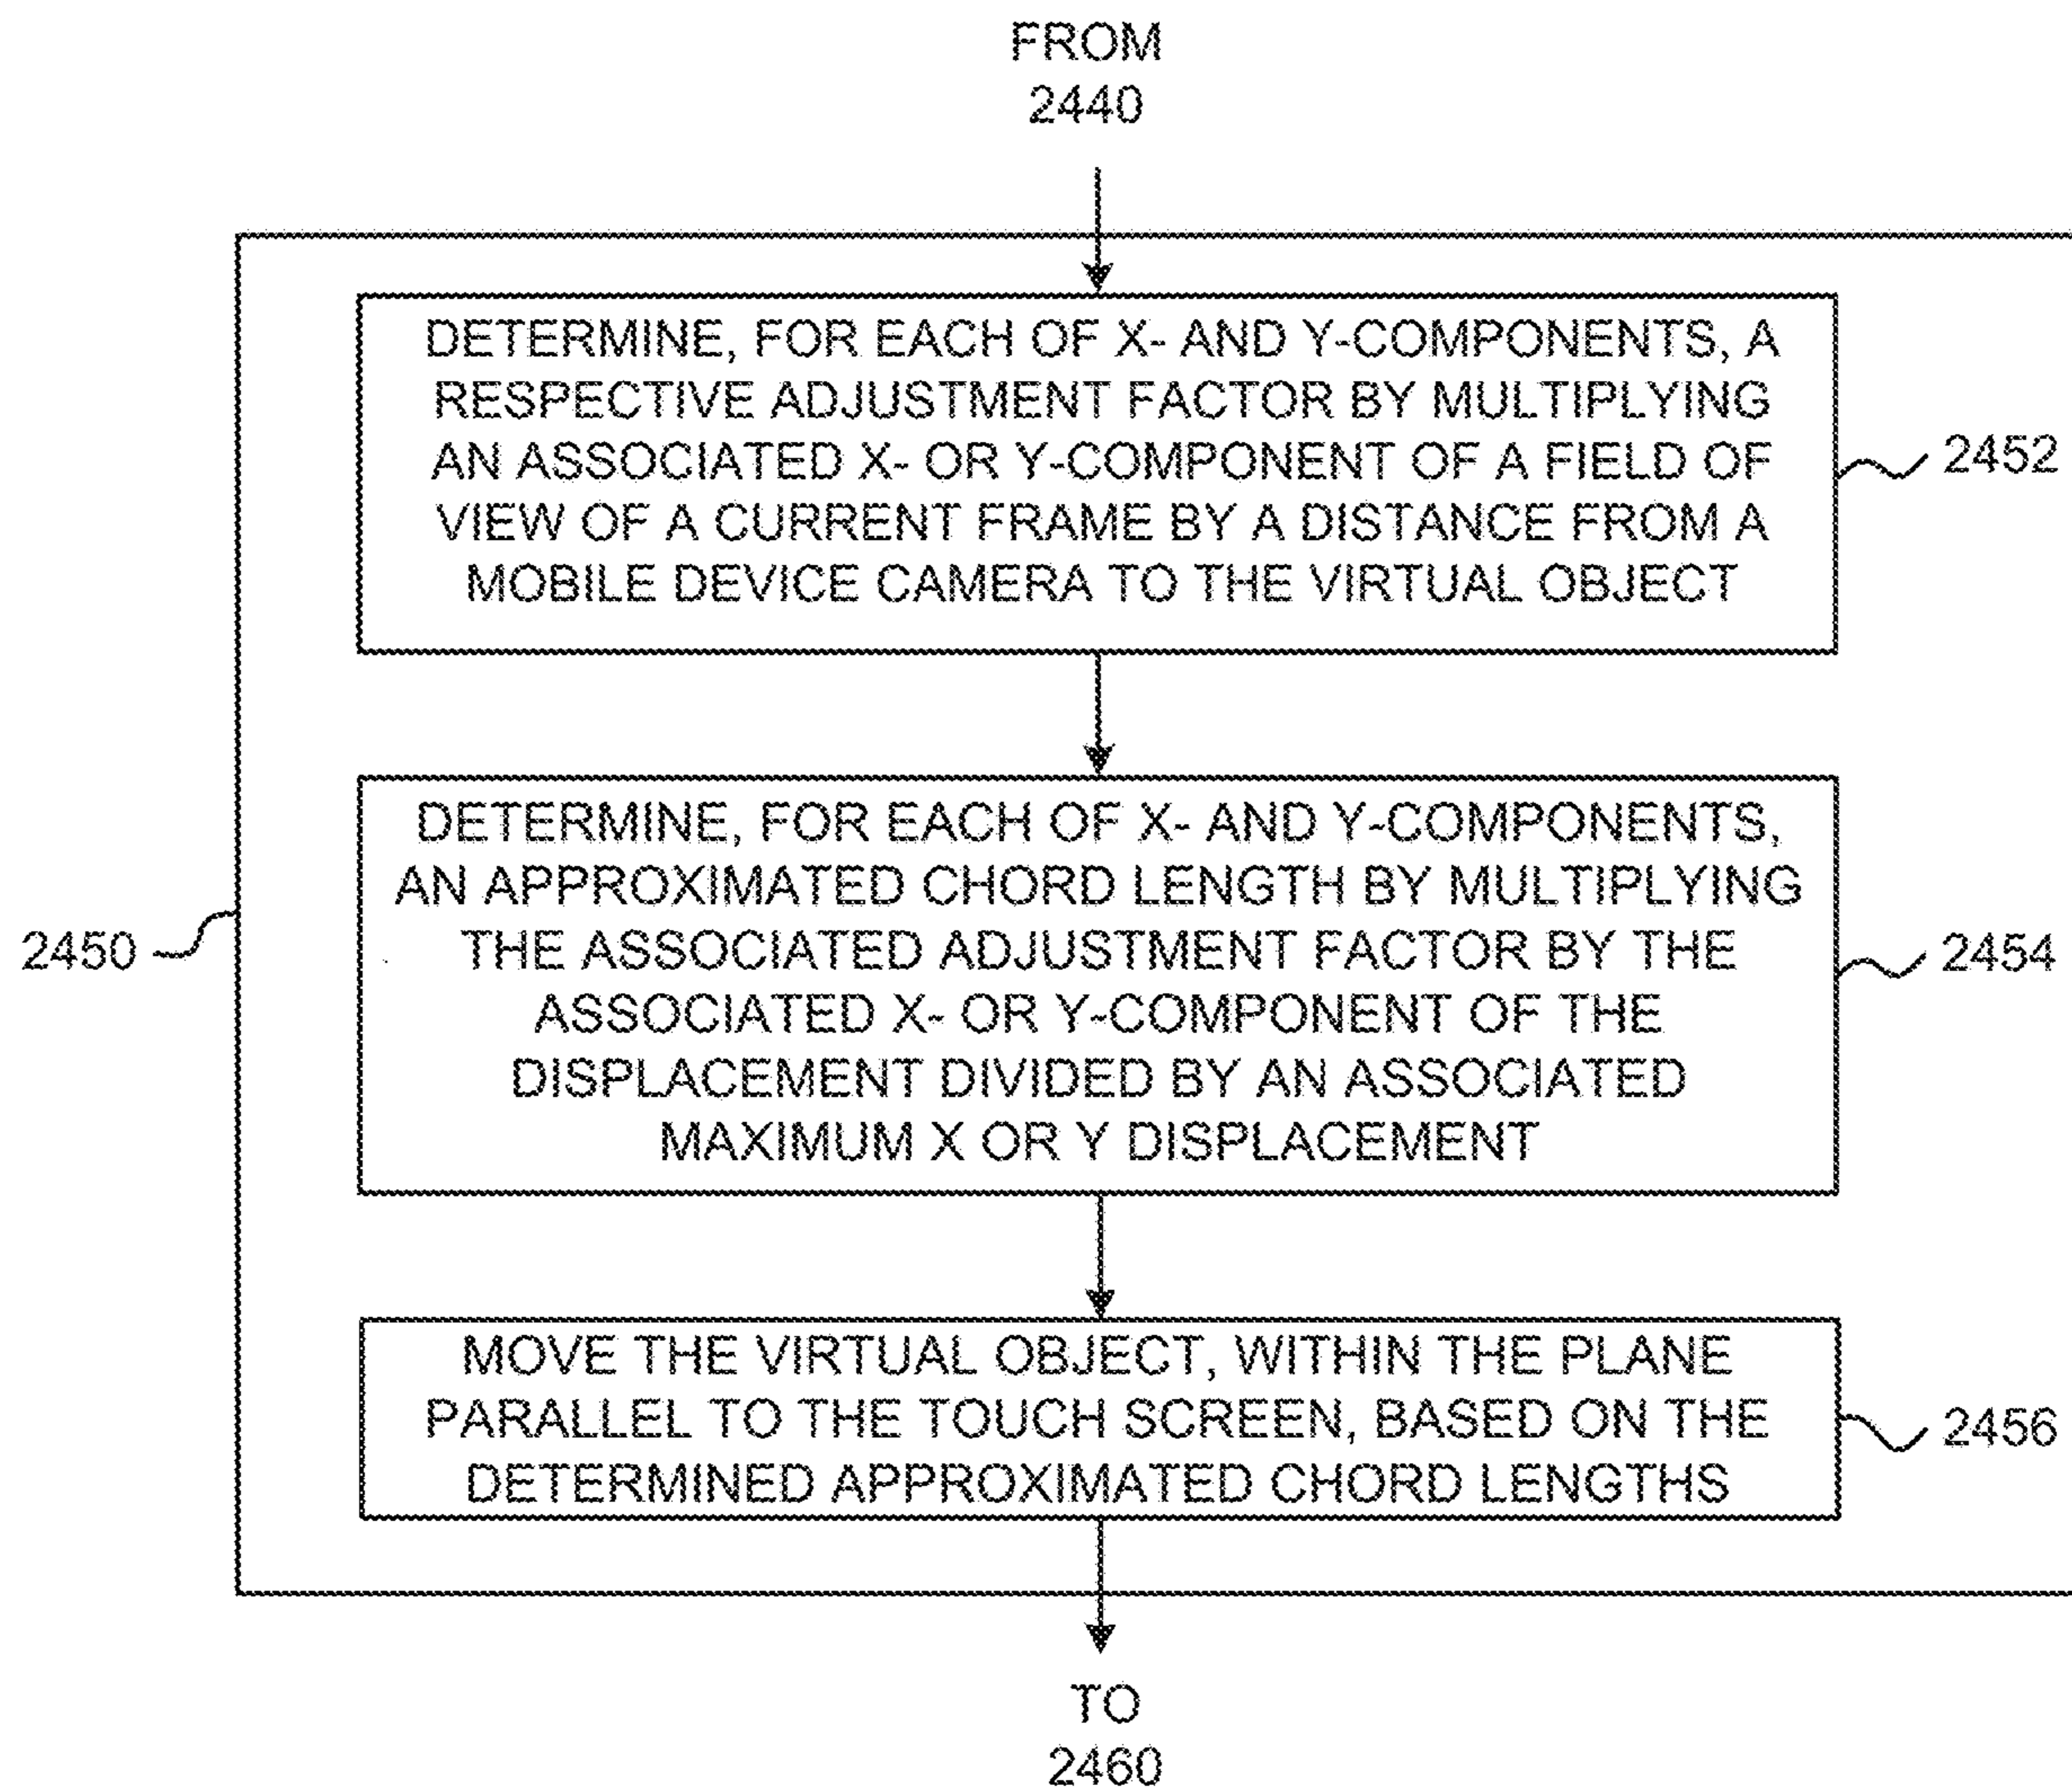 FROM
2440
DETERMINE, FOR EACH OF X- AND Y-COMPONENTS, A
RESPECTIVE ADJUSTMENT FACTOR BY MULTIPLYING
AN ASSOCIATED X- OR Y-COMPONENT OF A FIELD OF
VIEW OF A CURRENT FRAME BY A DISTANCE FROM A
MOBILE DEVICE CAMERA TO THE VIRTUAL OBJECT
2452
DETERMINE, FOR EACH OF X- AND Y-COMPONENTS,
AN APPROXIMATED CHORD LENGTH BY MULTIPLYING
THE ASSOCIATED ADJUSTMENT FACTOR BY THE
ASSOCIATED X- OR Y-COMPONENT OF THE
DISPLACEMENT DIVIDED BY AN ASSOCIATED
MAXIMUM X OR Y DISPLACEMENT
2450
2454
MOVE THE VIRTUAL OBJECT, WITHIN THE PLANE
PARALLEL TO THE TOUCH SCREEN, BASED ON THE
DETERMINED APPROXIMATED CHORD LENGTHS
2456
TO
2460